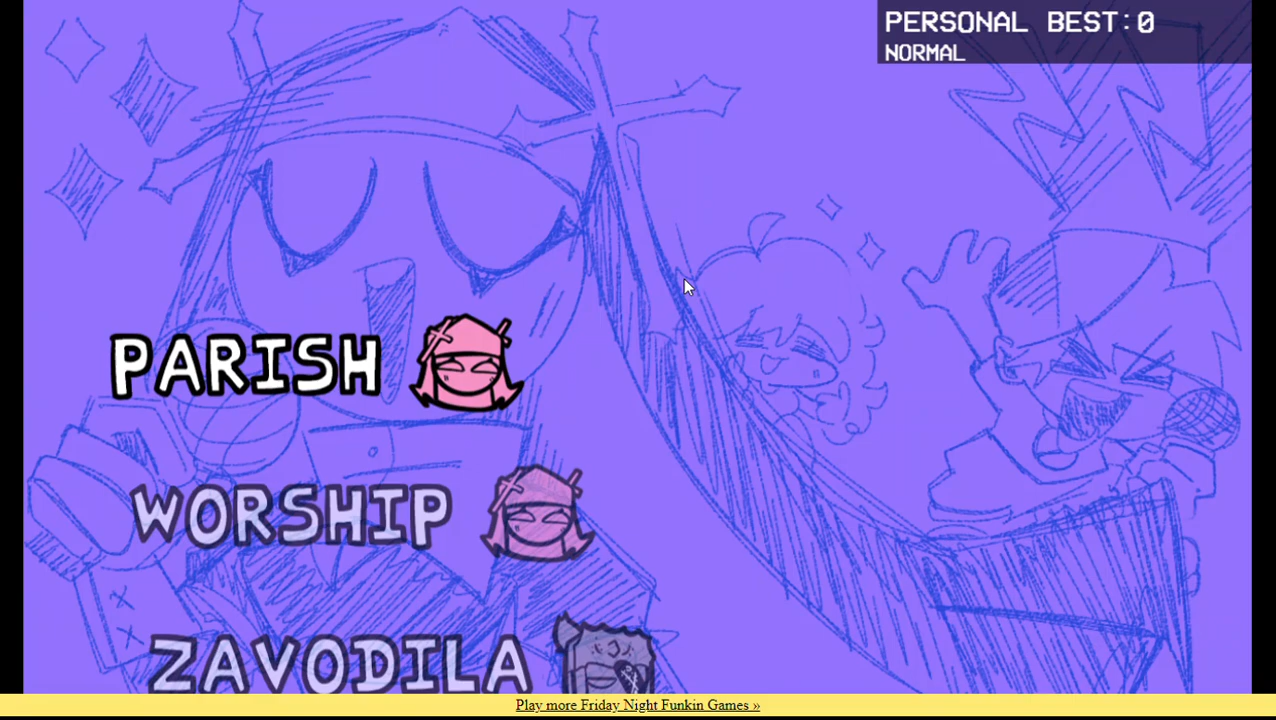 PERSONAL BEST:0
NORMAL
PARISH
WORSHIP
ZAVODILA
Play more Friday Night Funkin Games »